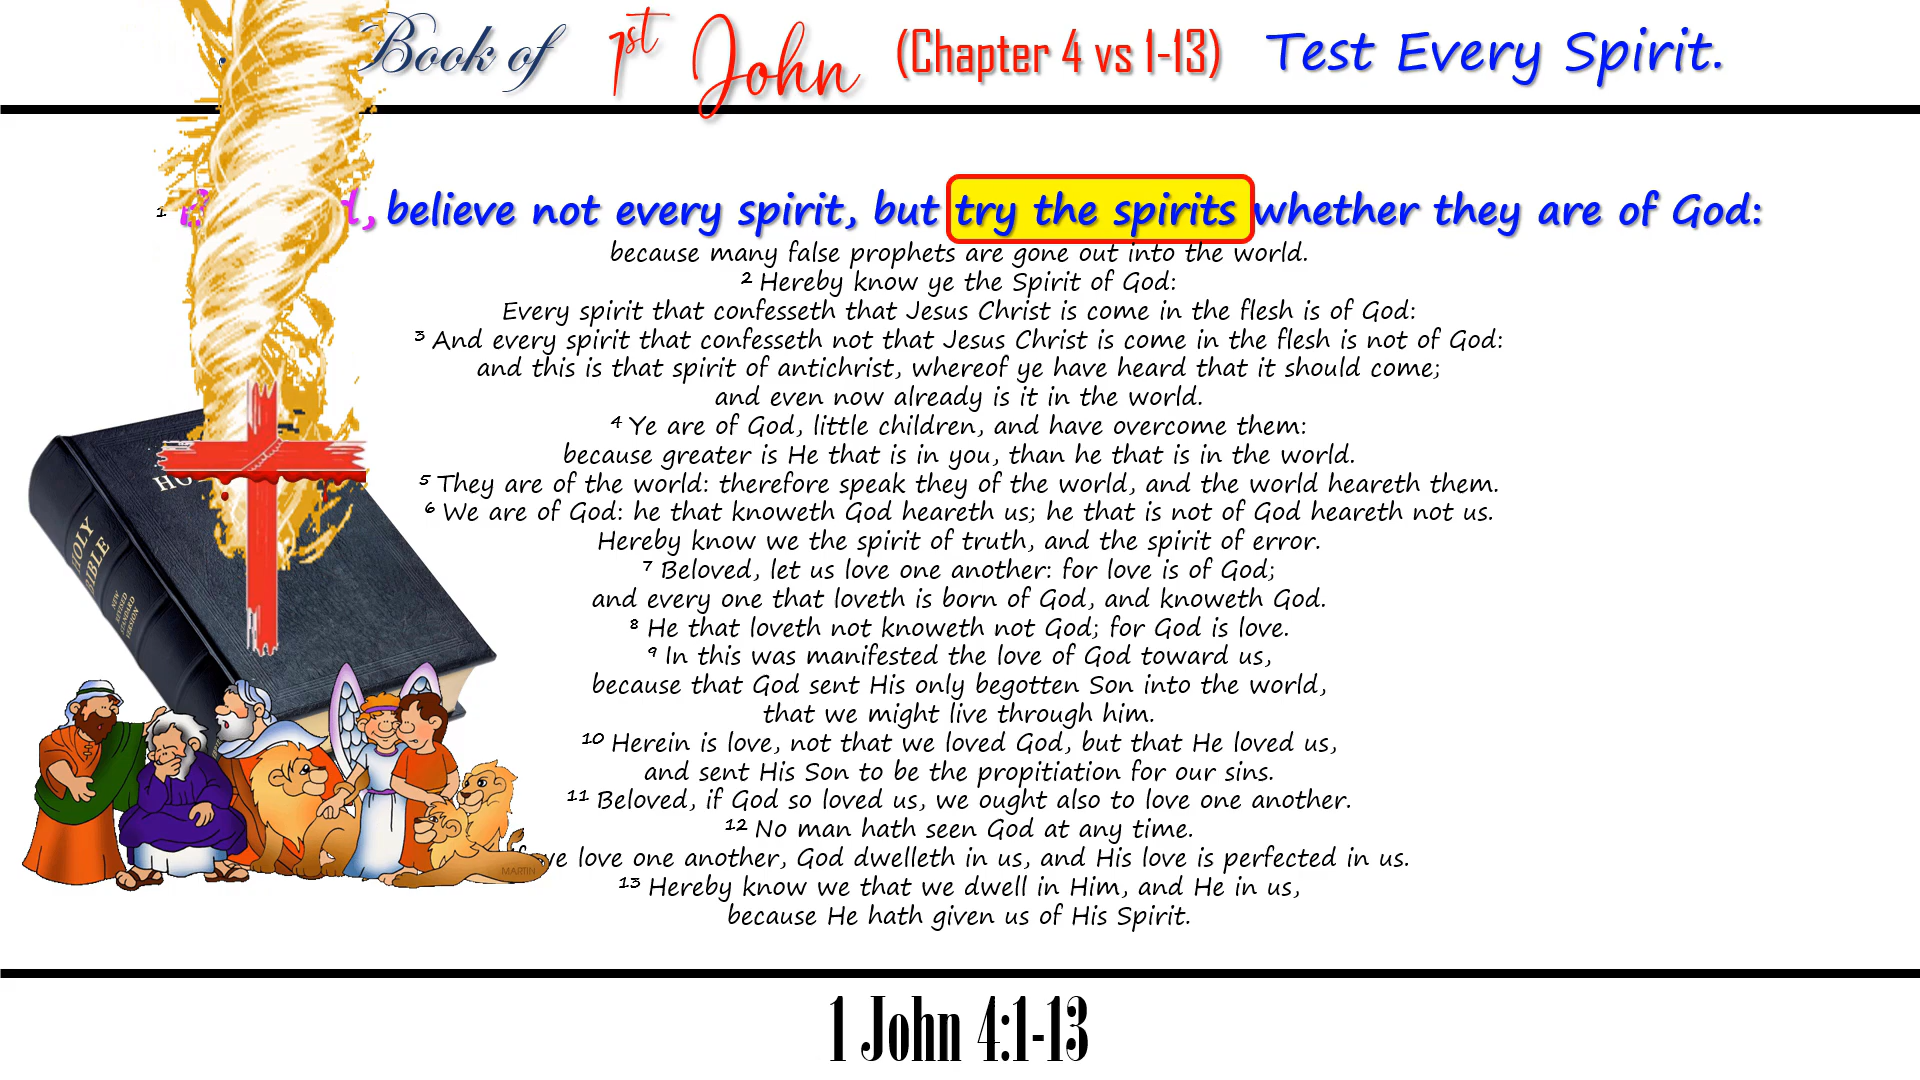 Book of 1st John (Chapter 4 vs 1-13) Test Every Spirit.
1 believe not every spirit, but try the spirits whether they are of God:
because many false prophets are gone out into the world.
2 Hereby know ye the Spirit of God:
Every spirit that confesseth that Jesus Christ is come in the flesh is of God:
3 And every spirit that confesseth not that Jesus Christ is come in the flesh is not of God:
and this is that spirit of antichrist, whereof ye have heard that it should come;
and even now already is it in the world.
4 Ye are of God, little children, and have overcome them:
because greater is He that is in you, than he that is in the world.
5 They are of the world: therefore speak they of the world, and the world heareth them.
6 We are of God: he that knoweth God heareth us; he that is not of God heareth not us.
Hereby know we the spirit of truth, and the spirit of error.
7 Beloved, let us love one another: for love is of God;
and every one that loveth is born of God, and knoweth God.
8 He that loveth not knoweth not God; for God is love.
9 In this was manifested the love of God toward us,
because that God sent His only begotten Son into the world,
that we might live through him.
10 Herein is love, not that we loved God, but that He loved us,
and sent His Son to be the propitiation for our sins.
11 Beloved, if God so loved us, we ought also to love one another.
12 No man hath seen God at any time.
we love one another, God dwelleth in us, and His love is perfected in us.
13 Hereby know we that we dwell in Him, and He in us,
because He hath given us of His Spirit.
HOLY
BIBLE
NEW
REVISED
STANDARD
VERSION
MARTIN
1 John 4:1-13